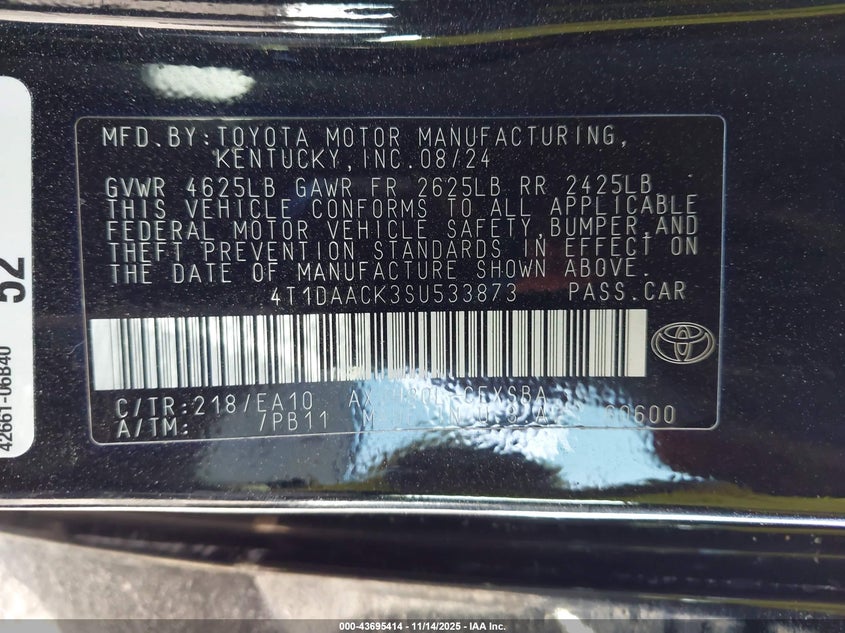 MFD.BY:TOYOTA MOTOR MANUFACTURING,
KENTUCKY,INC.08/24
GVWR 4625LB GAWR FR 2625LB RR 2425LB
THIS VEHICLE CONFORMS TO ALL APPLICABLE
FEDERAL MOTOR VEHICLE SAFETY,BUMPER,AND
THEFT PREVENTION STANDARDS IN EFFECT ON
THE DATE OF MANUFACTURE SHOWN ABOVE.
4T1DAACK3SU533873 PASS.CAR
C/TR:218/EA10
A/TM: /PB11
52
42661-06B40
000-43695414 - 11/14/2025 - IAA Inc.